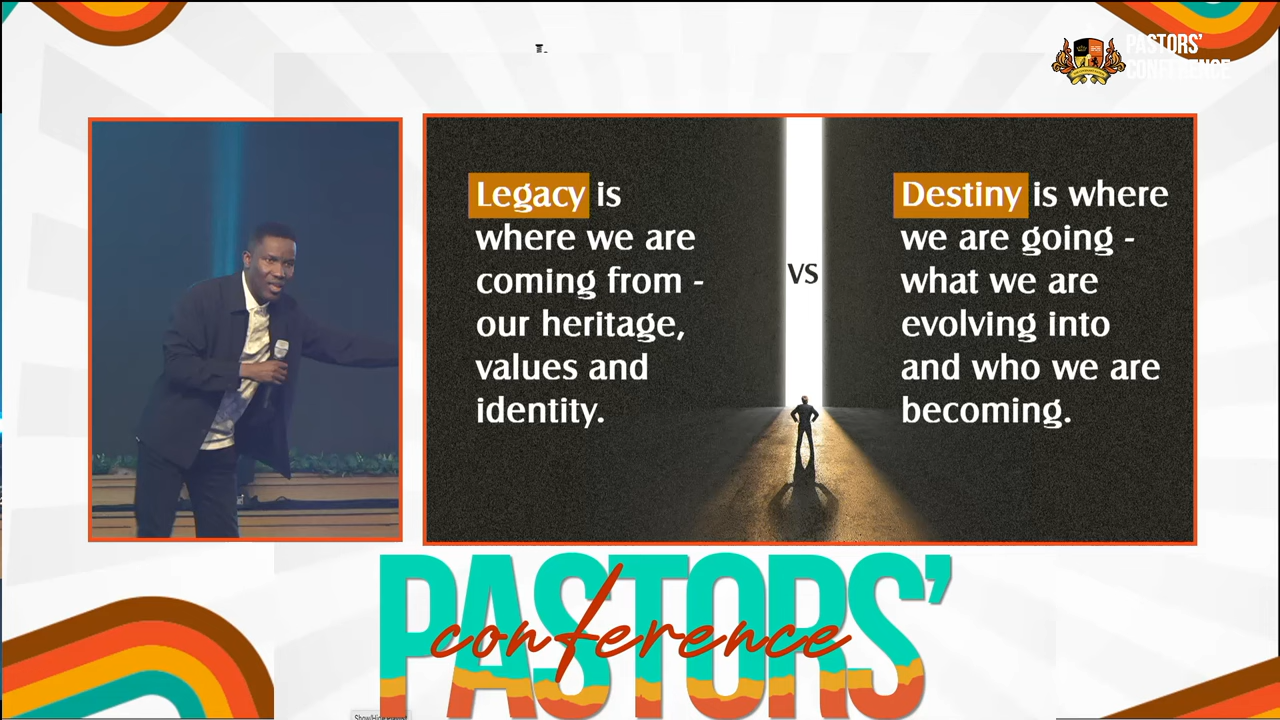 PASTORS'
CONFERENCE
Legacy is
where we are
coming from -
our heritage,
values and
identity.
VS
Destiny is where
we are going -
what we are
evolving into
and who we are
becoming.
PASTORS'
conference